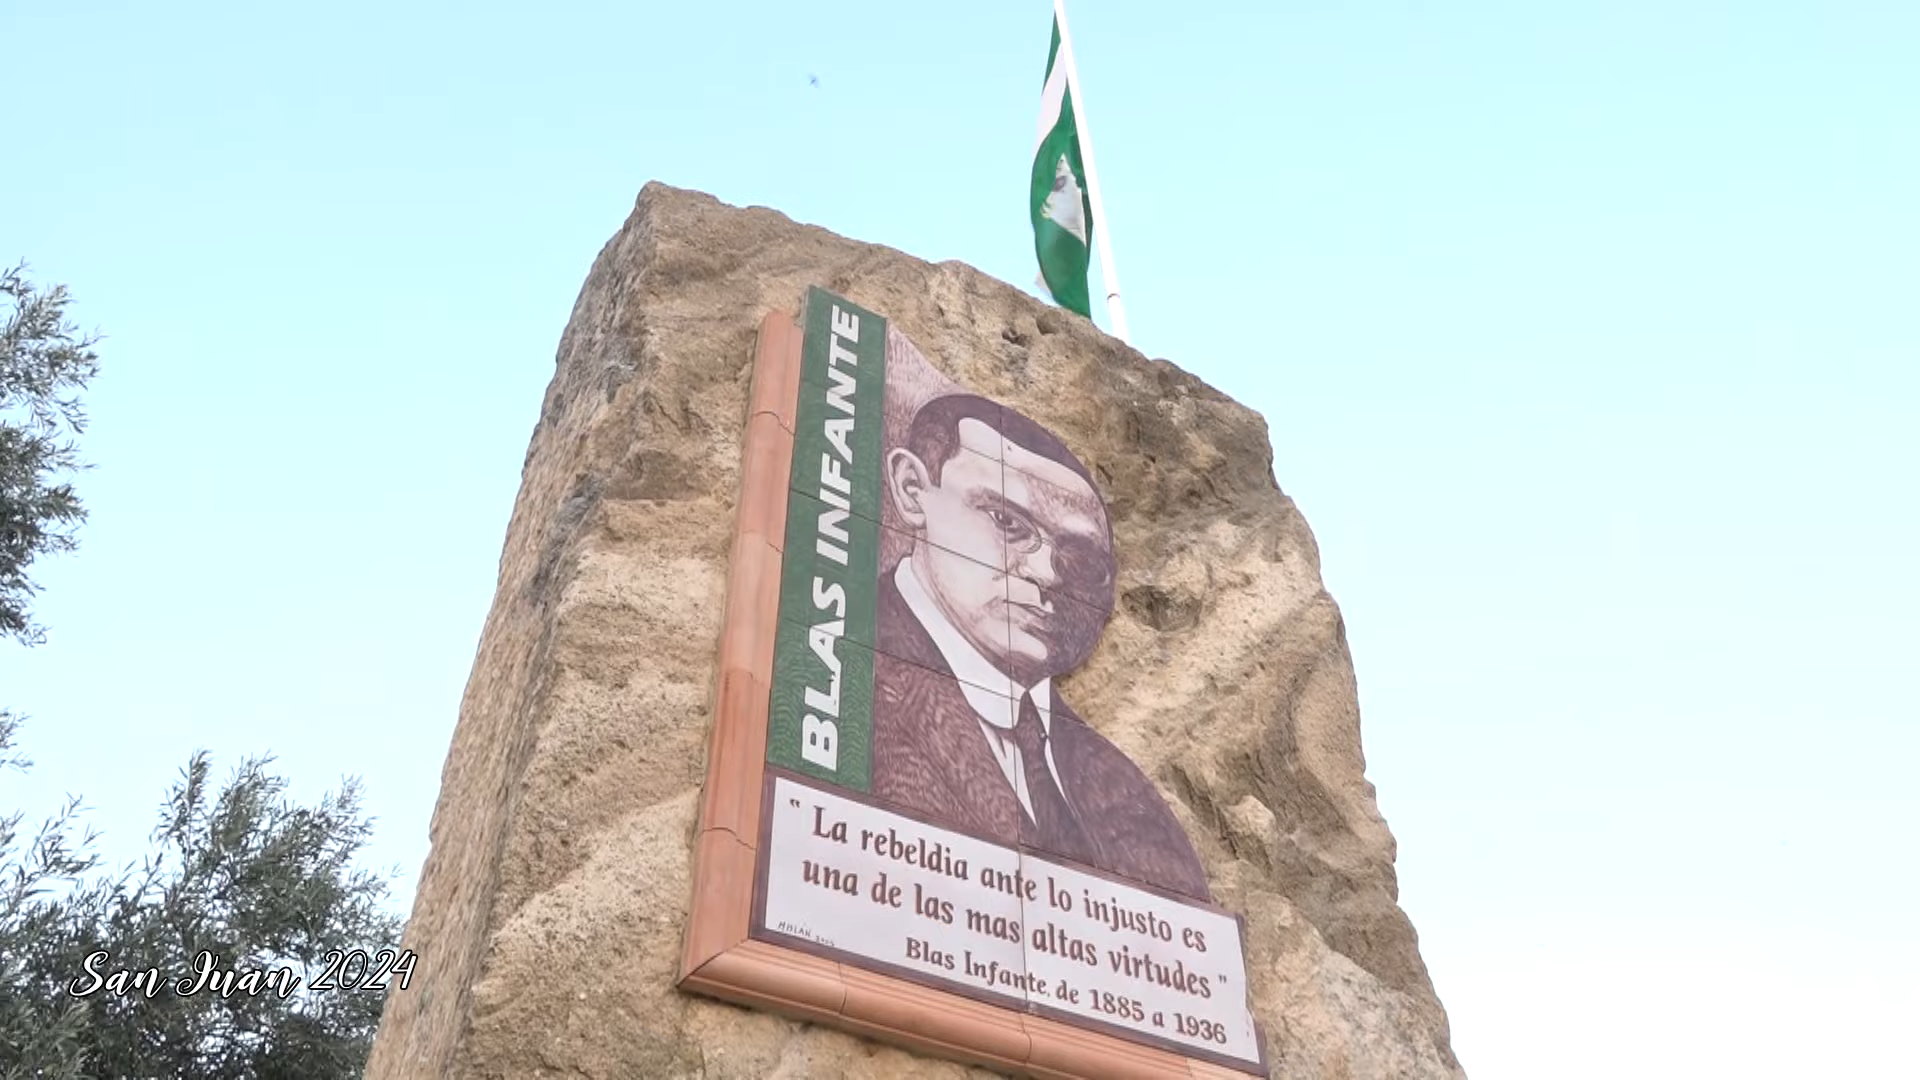 BLAS INFANTE
“ La rebeldia ante lo injusto es
una de las mas altas virtudes ”
Blas Infante, de 1885 a 1936
San Juan 2024